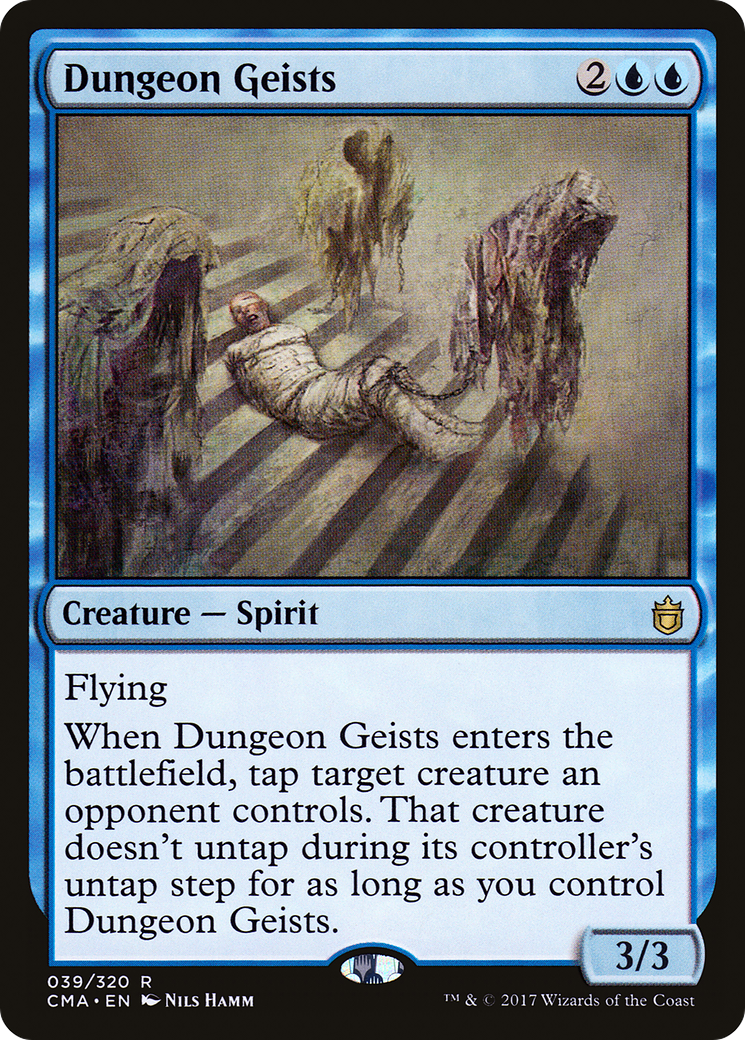 Dungeon Geists 2
Creature — Spirit
Flying
When Dungeon Geists enters the
battlefield, tap target creature an
opponent controls. That creature
doesn't untap during its controller's
untap step for as long as you control
Dungeon Geists.
3/3
039/320 R
CMA • EN Nils Hamm
™ & © 2017 Wizards of the Coast